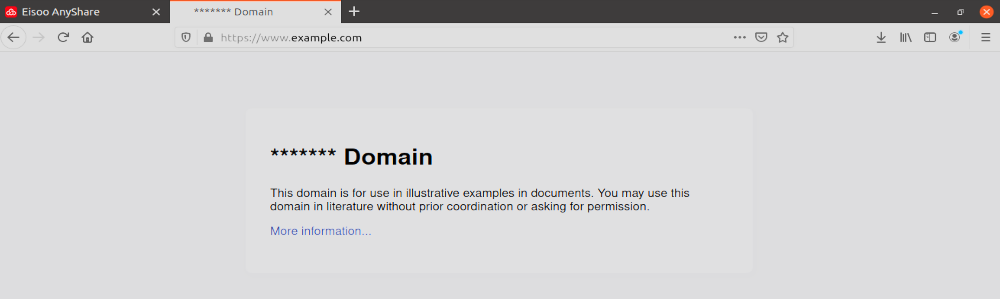 Eisoo AnyShare
******* Domain
https://www.example.com
******* Domain
This domain is for use in illustrative examples in documents. You may use this
domain in literature without prior coordination or asking for permission.
More information...